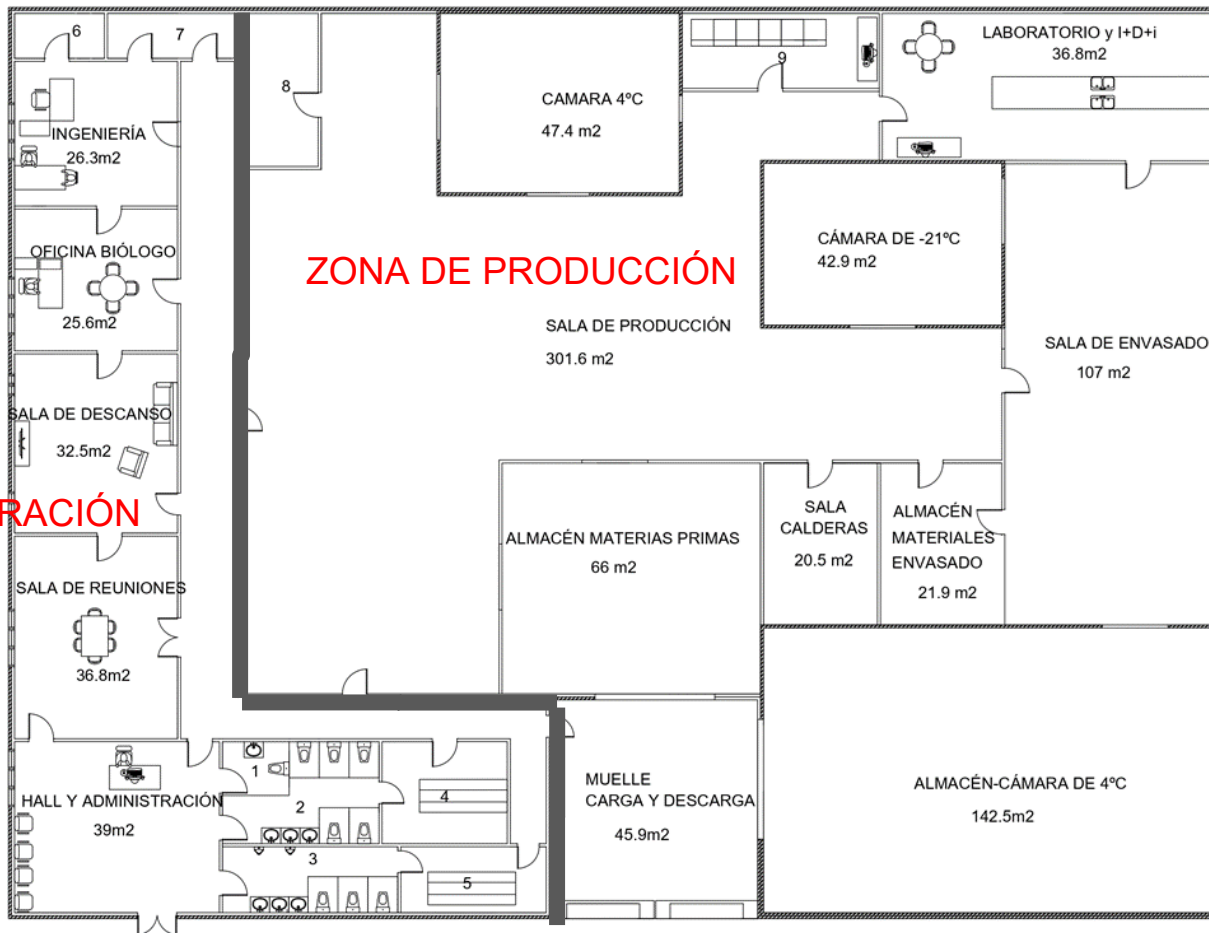 6
7
8
9
LABORATORIO y I+D+i
36.8m2
CAMARA 4ºC
47.4 m2
INGENIERÍA
26.3m2
OFICINA BIÓLOGO
25.6m2
ZONA DE PRODUCCIÓN
CÁMARA DE -21ºC
42.9 m2
SALA DE PRODUCCIÓN
301.6 m2
SALA DE ENVASADO
107 m2
SALA DE DESCANSO
32.5m2
RACIÓN
ALMACÉN MATERIAS PRIMAS
66 m2
SALA
CALDERAS
20.5 m2
ALMACÉN
MATERIALES
ENVASADO
21.9 m2
SALA DE REUNIONES
36.8m2
HALL Y ADMINISTRACIÓN
39m2
1
2
3
4
5
MUELLE
CARGA Y DESCARGA
45.9m2
ALMACÉN-CÁMARA DE 4ºC
142.5m2